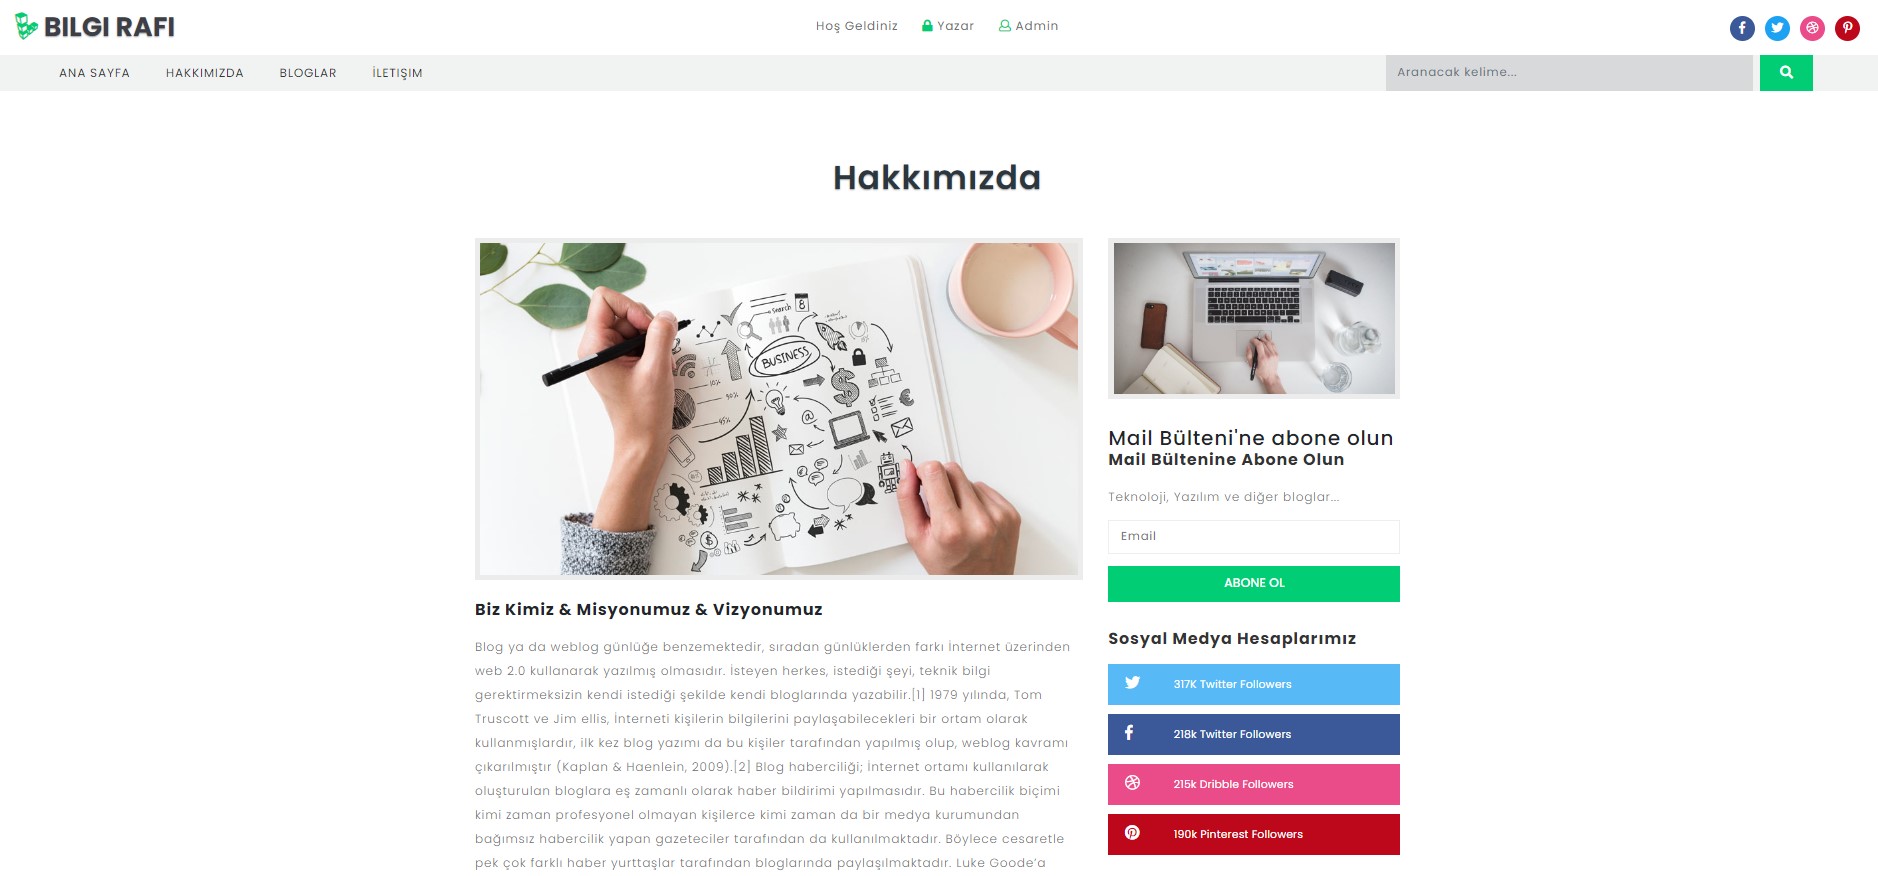 BILGI RAFI
Hoş Geldiniz Yazar Admin
ANA SAYFA HAKKIMIZDA BLOGLAR İLETİŞİM
Aranacak kelime...
Hakkımızda
search 8
BUSINESS
10%
90%
45%
Biz Kimiz & Misyonumuz & Vizyonumuz
Blog ya da weblog günlüğe benzemektedir, sıradan günlüklerden farkı İnternet üzerinden
web 2.0 kullanarak yazılmış olmasıdır. İsteyen herkes, istediği şeyi, teknik bilgi
gerektirmeksizin kendi istediği şekilde kendi bloglarında yazabilir.[1] 1979 yılında, Tom
Truscott ve Jim ellis, İnterneti kişilerin bilgilerini paylaşabilecekleri bir ortam olarak
kullanmışlardır, ilk kez blog yazımı da bu kişiler tarafından yapılmış olup, weblog kavramı
çıkarılmıştır (Kaplan & Haenlein, 2009).[2] Blog haberciliği; İnternet ortamı kullanılarak
oluşturulan bloglara eş zamanlı olarak haber bildirimi yapılmasıdır. Bu habercilik biçimi
kimi zaman profesyonel olmayan kişilerce kimi zaman da bir medya kurumundan
bağımsız habercilik yapan gazeteciler tarafından da kullanılmaktadır. Böylece cesaretle
pek çok farklı haber yurttaşlar tarafından bloglarında paylaşılmaktadır. Luke Goode'a
Mail Bülteni'ne abone olun
Mail Bültenine Abone Olun
Teknoloji, Yazılım ve diğer bloglar...
Email
ABONE OL
Sosyal Medya Hesaplarımız
317K Twitter Followers
218k Twitter Followers
215k Dribble Followers
190k Pinterest Followers